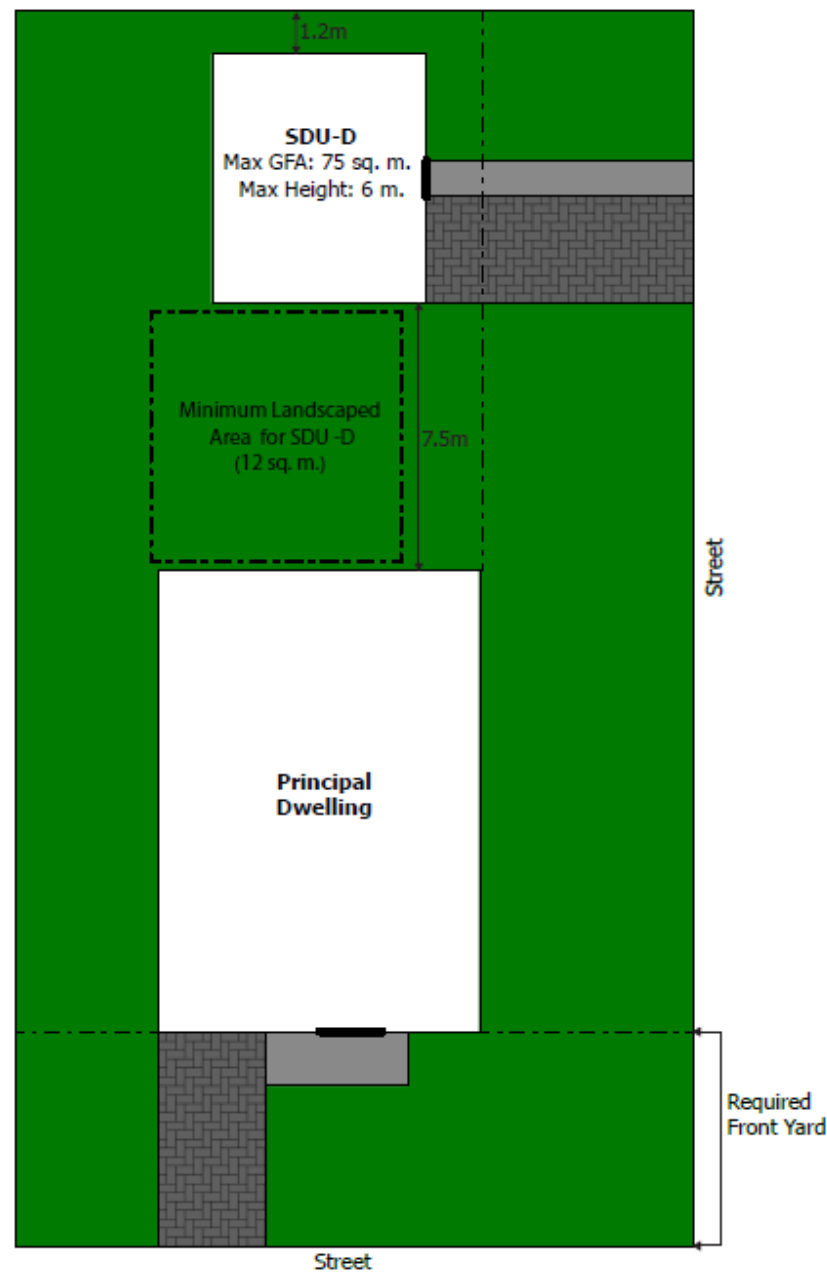 1.2m
SDU-D
Max GFA: 75 sq. m.
Max Height: 6 m.
Minimum Landscaped
Area for SDU -D
(12 sq. m.)
7.5m
Street
Principal
Dwelling
Required
Front Yard
Street